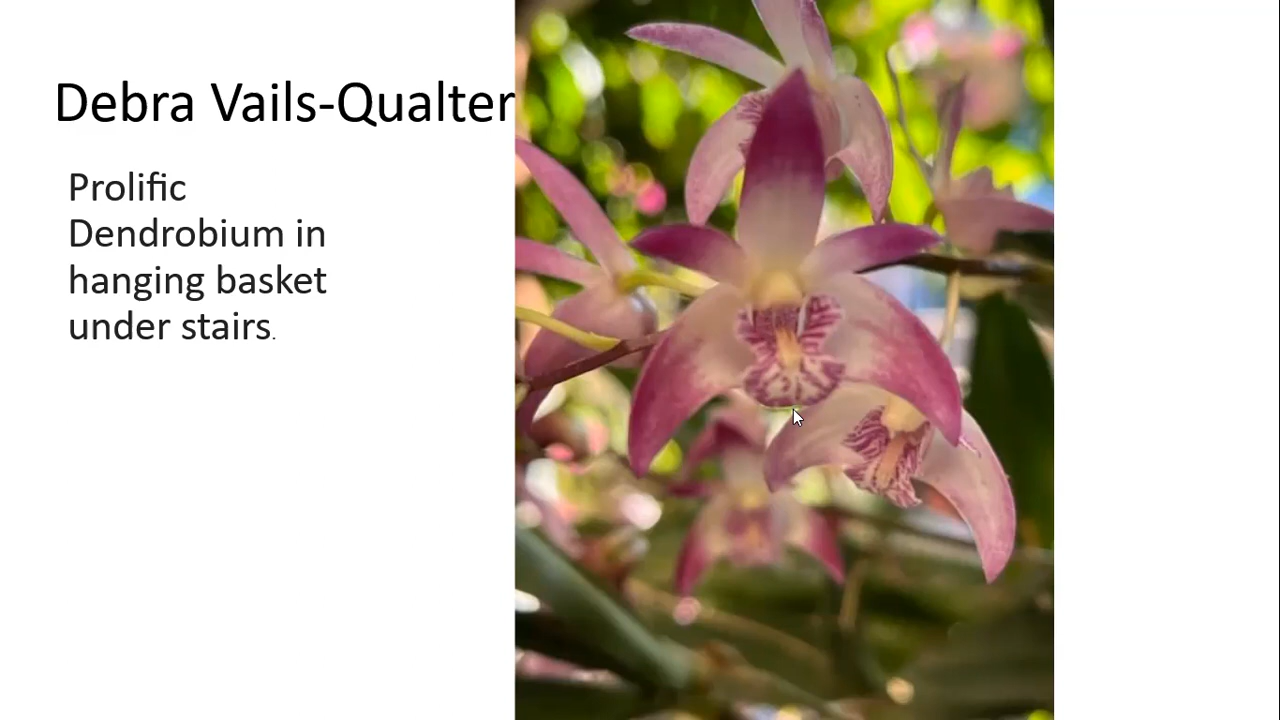 Debra Vails-Qualter
Prolific
Dendrobium in
hanging basket
under stairs.